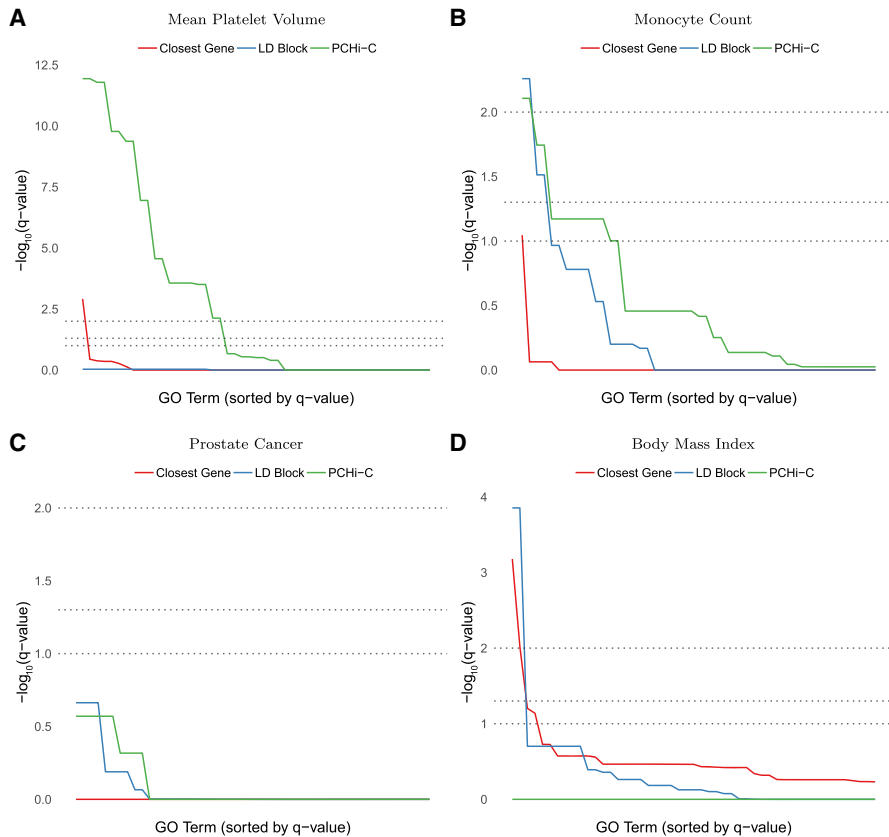 A
Mean Platelet Volume
Closest Gene LD Block PCHi−C
12.5
10.0
7.5
5.0
2.5
0.0
−log10(q−value)
GO Term (sorted by q−value)
B
Monocyte Count
Closest Gene LD Block PCHi−C
2.0
1.5
1.0
0.5
0.0
−log10(q−value)
GO Term (sorted by q−value)
C
Prostate Cancer
Closest Gene LD Block PCHi−C
2.0
1.5
1.0
0.5
0.0
−log10(q−value)
GO Term (sorted by q−value)
D
Body Mass Index
Closest Gene LD Block PCHi−C
4
3
2
1
0
−log10(q−value)
GO Term (sorted by q−value)